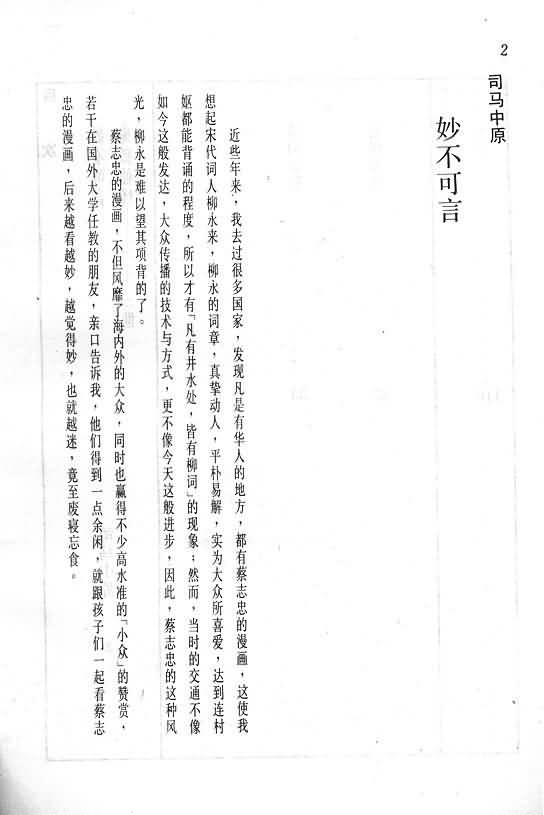 2
司马中原
妙不可言
近些年来，我去过很多国家，发现凡是有华人的地方，都有蔡志忠的漫画，这使我
想起宋代词人柳永来，柳永的词章，真挚动人，平朴易解，实为大众所喜爱，达到连村
妪都能背诵的程度，所以才有「凡有井水处，皆有柳词」的现象；然而，当时的交通不像
如今这般发达，大众传播的技术与方式，更不像今天这般进步，因此，蔡志忠的这种风
光，柳永是难以望其项背的了。
蔡志忠的漫画，不但风靡了海内外的大众，同时也赢得不少高水准的「小众」的赞赏，
若干在国外大学任教的朋友，亲口告诉我，他们得到一点余闲，就跟孩子们一起看蔡志
忠的漫画，后来越看越妙，越觉得妙，也就越迷，竟至废寝忘食。